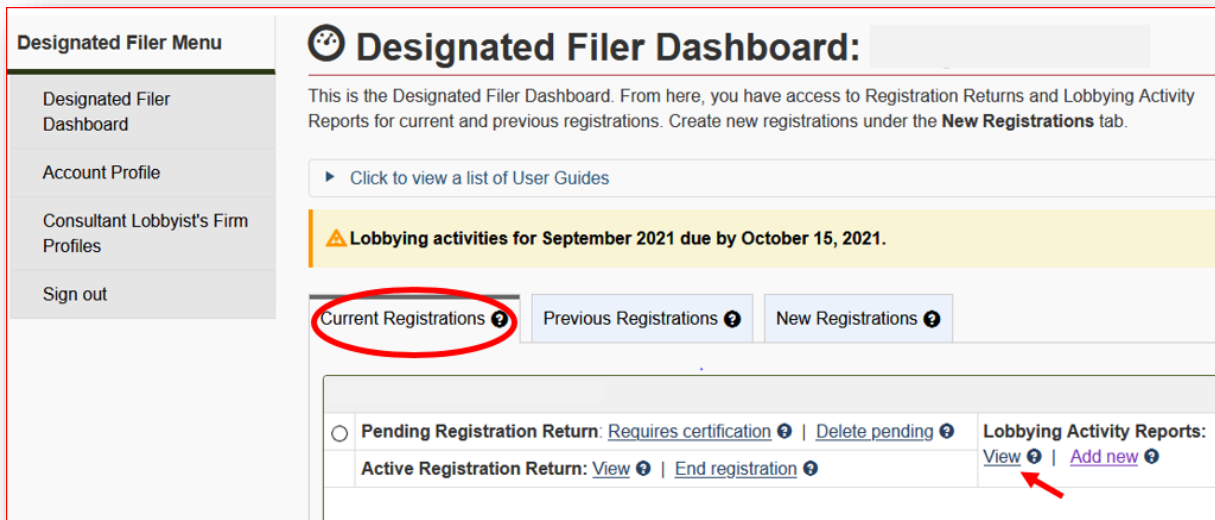 Designated Filer Menu
Designated Filer
Dashboard
Account Profile
Consultant Lobbyist's Firm
Profiles
Sign out
Designated Filer Dashboard:
This is the Designated Filer Dashboard. From here, you have access to Registration Returns and Lobbying Activity
Reports for current and previous registrations. Create new registrations under the New Registrations tab.
Click to view a list of User Guides
Lobbying activities for September 2021 due by October 15, 2021.
Current Registrations ?
Previous Registrations ?
New Registrations ?
Pending Registration Return: Requires certification ? | Delete pending ?
Active Registration Return: View ? | End registration ?
Lobbying Activity Reports:
View ? | Add new ?